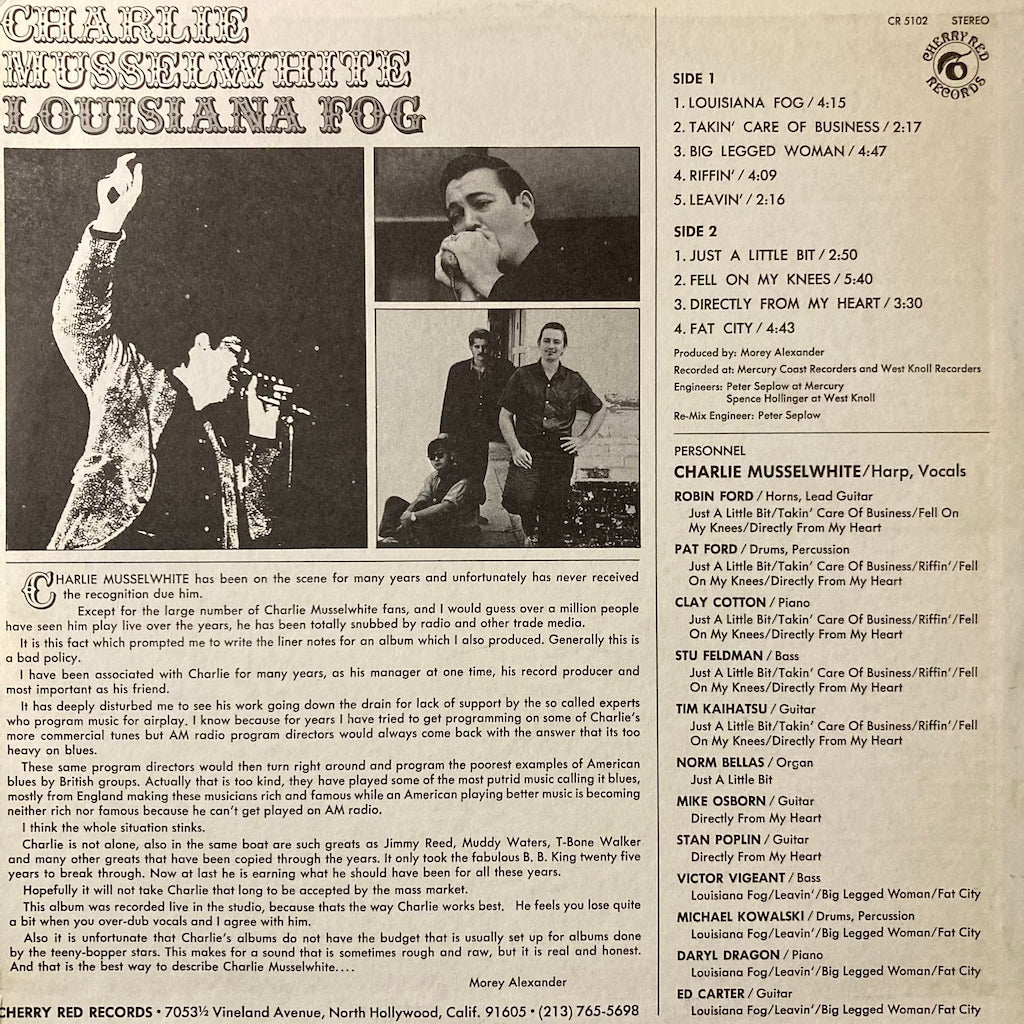 CHARLIE
MUSSELWHITE
LOUISIANA FOG
CHARLIE MUSSELWHITE has been on the scene for many years and unfortunately has never received
the recognition due him.
Except for the large number of Charlie Musselwhite fans, and I would guess over a million people
have seen him play live over the years, he has been totally snubbed by radio and other trade media.
It is this fact which prompted me to write the liner notes for an album which I also produced. Generally this is
a bad policy.
I have been associated with Charlie for many years, as his manager at one time, his record producer and
most important as his friend.
It has deeply disturbed me to see his work going down the drain for lack of support by the so called experts
who program music for airplay. I know because for years I have tried to get programming on some of Charlie's
more commercial tunes but AM radio program directors would always come back with the answer that its too
heavy on blues.
These same program directors would then turn right around and program the poorest examples of American
blues by British groups. Actually that is too kind, they have played some of the most putrid music calling it blues,
mostly from England making these musicians rich and famous while an American playing better music is becoming
neither rich nor famous because he can't get played on AM radio.
I think the whole situation stinks.
Charlie is not alone, also in the same boat are such greats as Jimmy Reed, Muddy Waters, T-Bone Walker
and many other greats that have been copied through the years. It only took the fabulous B. B. King twenty five
years to break through. Now at last he is earning what he should have been for all these years.
Hopefully it will not take Charlie that long to be accepted by the mass market.
This album was recorded live in the studio, because thats the way Charlie works best. He feels you lose quite
a bit when you over-dub vocals and I agree with him.
Also it is unfortunate that Charlie's albums do not have the budget that is usually set up for albums done
by the teeny-bopper stars. This makes for a sound that is sometimes rough and raw, but it is real and honest.
And that is the best way to describe Charlie Musselwhite....
Morey Alexander
CHERRY RED RECORDS • 7053½ Vineland Avenue, North Hollywood, Calif. 91605 • (213) 765-5698
CR 5102 STEREO
CHERRY RED
RECORDS
SIDE 1
1. LOUISIANA FOG / 4:15
2. TAKIN' CARE OF BUSINESS / 2:17
3. BIG LEGGED WOMAN / 4:47
4. RIFFIN' / 4:09
5. LEAVIN' / 2:16
SIDE 2
1. JUST A LITTLE BIT / 2:50
2. FELL ON MY KNEES / 5:40
3. DIRECTLY FROM MY HEART / 3:30
4. FAT CITY / 4:43
Produced by: Morey Alexander
Recorded at: Mercury Coast Recorders and West Knoll Recorders
Engineers: Peter Seplow at Mercury
Spence Hollinger at West Knoll
Re-Mix Engineer: Peter Seplow
PERSONNEL
CHARLIE MUSSELWHITE/Harp, Vocals
ROBIN FORD / Horns, Lead Guitar
Just A Little Bit/Takin' Care Of Business/Fell On
My Knees/Directly From My Heart
PAT FORD / Drums, Percussion
Just A Little Bit/Takin' Care Of Business/Riffin'/Fell
On My Knees/Directly From My Heart
CLAY COTTON / Piano
Just A Little Bit/Takin' Care Of Business/Riffin'/Fell
On My Knees/Directly From My Heart
STU FELDMAN / Bass
Just A Little Bit/Takin' Care Of Business/Riffin'/Fell
On My Knees/Directly From My Heart
TIM KAIHATSU / Guitar
Just A Little Bit/Takin' Care Of Business/Riffin'/Fell
On My Knees/Directly From My Heart
NORM BELLAS / Organ
Just A Little Bit
MIKE OSBORN / Guitar
Directly From My Heart
STAN POPLIN / Guitar
Directly From My Heart
VICTOR VIGEANT / Bass
Louisiana Fog/Leavin'/Big Legged Woman/Fat City
MICHAEL KOWALSKI / Drums, Percussion
Louisiana Fog/Leavin'/Big Legged Woman/Fat City
DARYL DRAGON / Piano
Louisiana Fog/Leavin'/Big Legged Woman/Fat City
ED CARTER / Guitar
Louisiana Fog/Leavin'/Big Legged Woman/Fat City